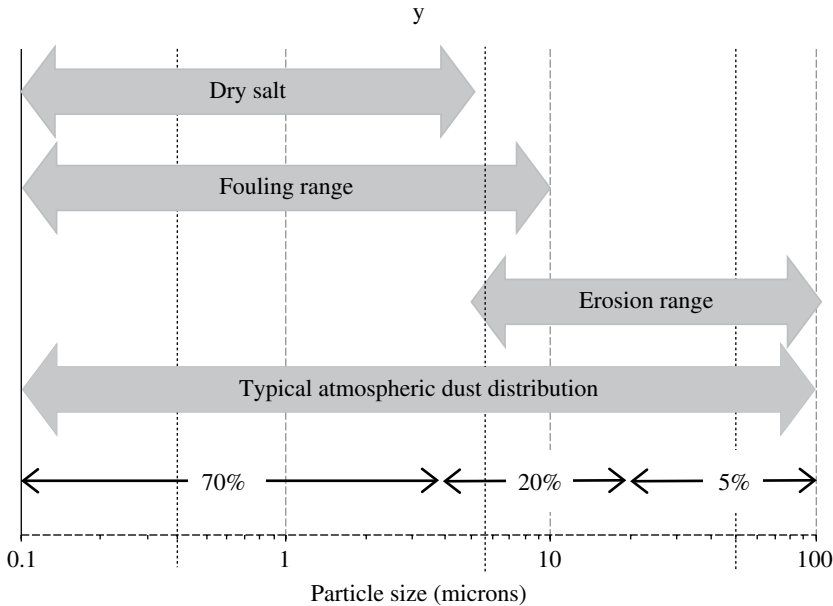 y
Dry salt
Fouling range
Erosion range
Typical atmospheric dust distribution
70% 20% 5%
0.1 1 10 100
Particle size (microns)